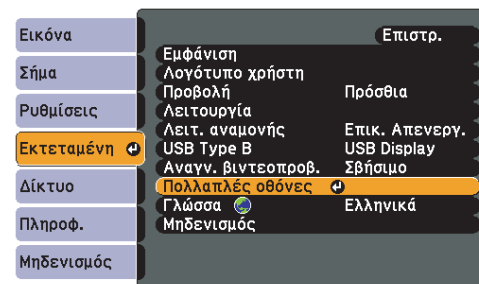 Εικόνα
Σήμα
Ρυθμίσεις
Εκτεταμένη
Δίκτυο
Πληροφ.
Μηδενισμός
Επιστρ.
Εμφάνιση
Λογότυπο χρήστη
Προβολή Πρόσθια
Λειτουργία
Λειτ. αναμονής Επικ. Απενεργ.
USB Type B USB Display
Αναγν. βιντεοπροβ. Σβήσιμο
Πολλαπλές οθόνες
Γλώσσα Ελληνικά
Μηδενισμός